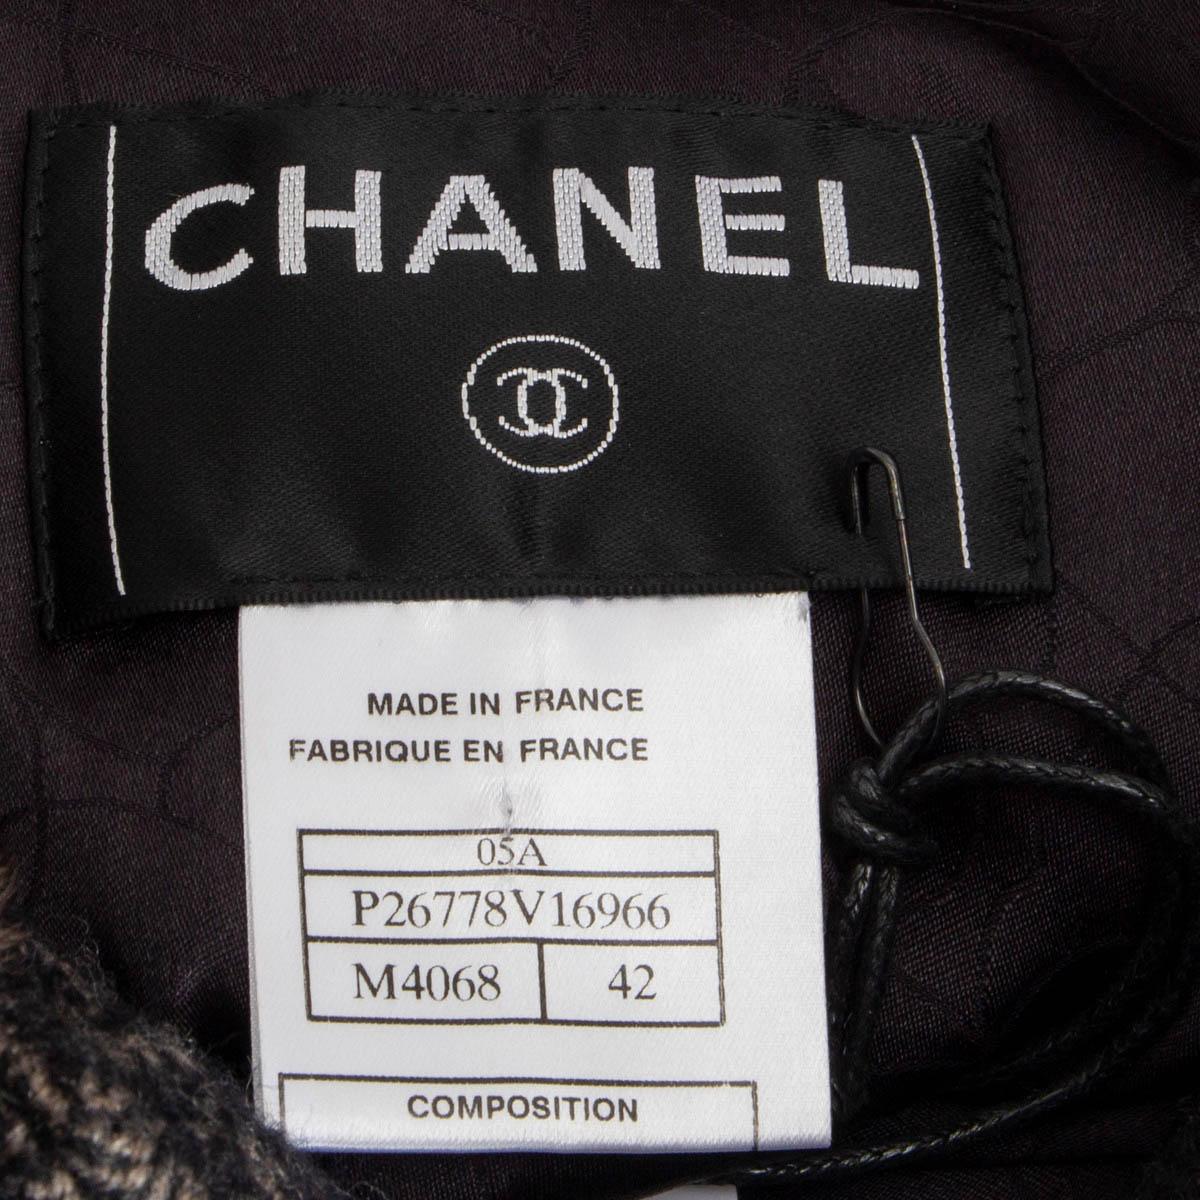 CHANEL
MADE IN FRANCE
FABRIQUE EN FRANCE
05A
P26778V16966
M4068 42
COMPOSITION